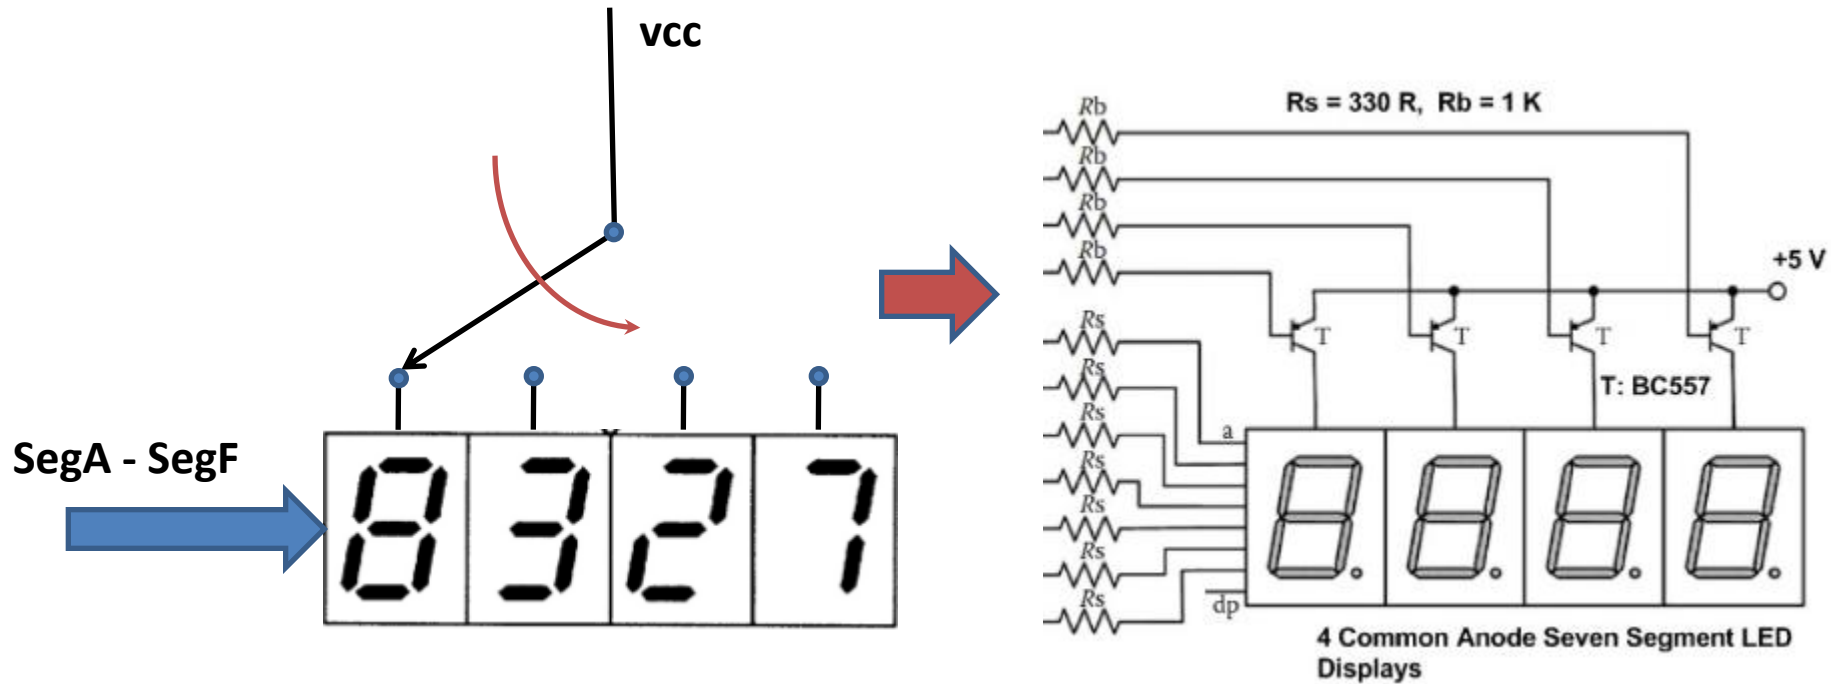 vcc
SegA - SegF
8327
Rs = 330 R, Rb = 1 K
Rb
Rb
Rb
Rb
+5 V
Rs
Rs
Rs
Rs
Rs
Rs
Rs
T
T
T
T
T: BC557
a
dp
4 Common Anode Seven Segment LED
Displays